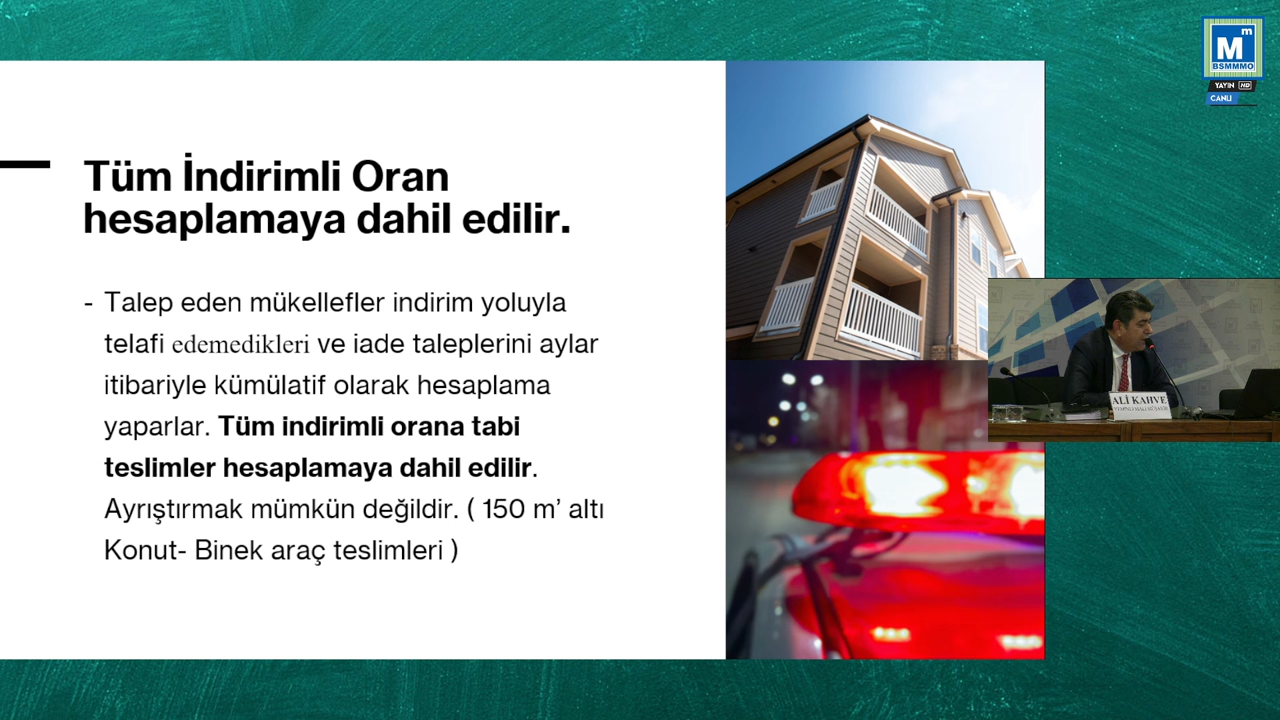 M m
BSMMMO
YAYIN HD
CANLI
Tüm İndirimli Oran
hesaplamaya dahil edilir.
- Talep eden mükellefler indirim yoluyla
telafi edemedikleri ve iade taleplerini aylar
itibariyle kümülatif olarak hesaplama
yaparlar. Tüm indirimli orana tabi
teslimler hesaplamaya dahil edilir.
Ayrıştırmak mümkün değildir. ( 150 m’ altı
Konut- Binek araç teslimleri )
ALİ KAHVE